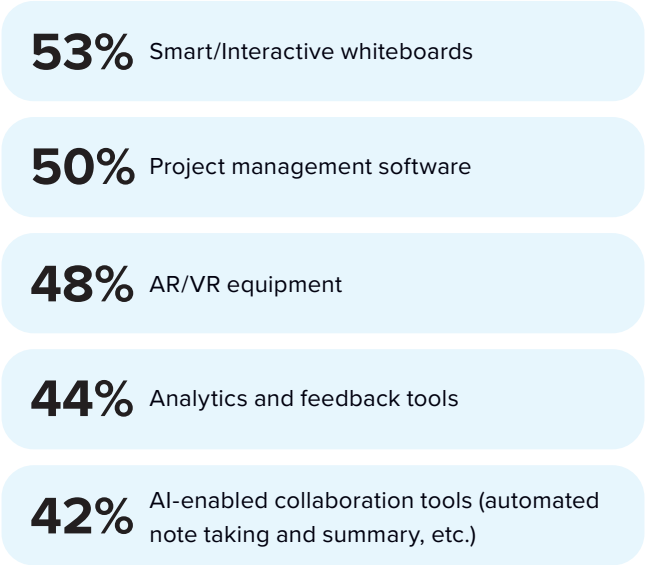 53% Smart/Interactive whiteboards
50% Project management software
48% AR/VR equipment
44% Analytics and feedback tools
42% AI-enabled collaboration tools (automated
note taking and summary, etc.)